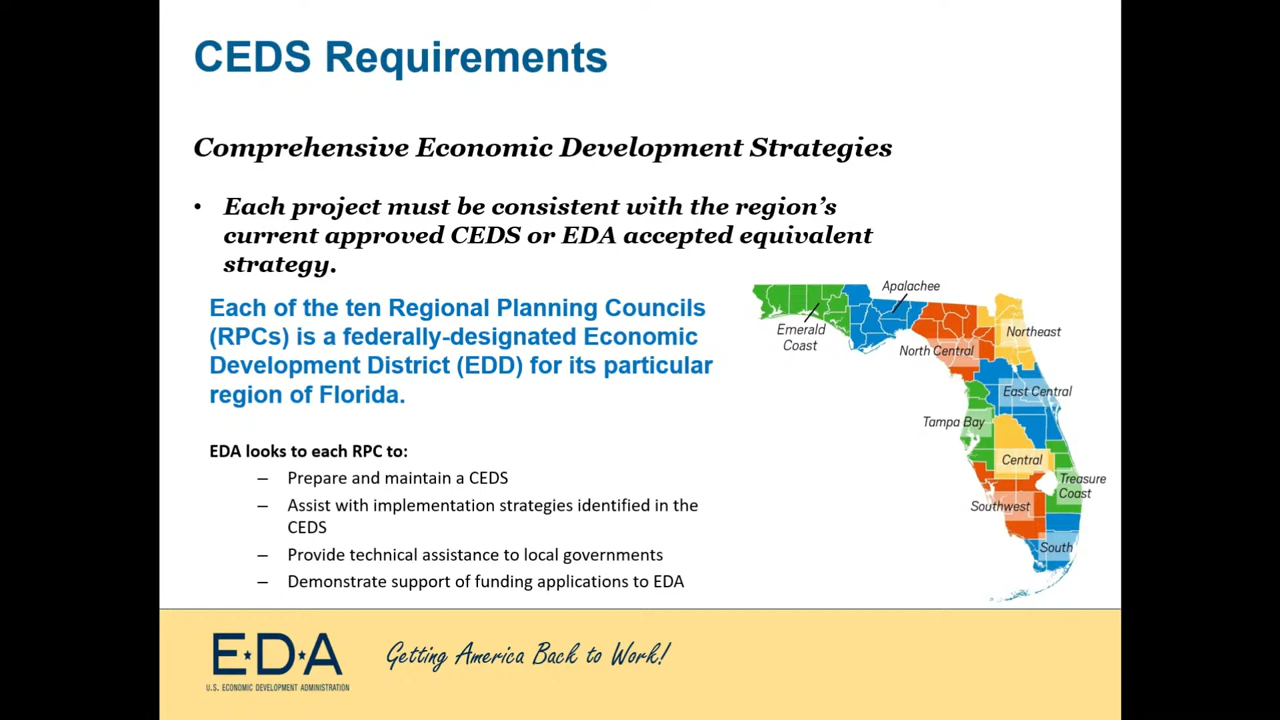 CEDS Requirements
Comprehensive Economic Development Strategies
• Each project must be consistent with the region's
current approved CEDS or EDA accepted equivalent
strategy.
Each of the ten Regional Planning Councils
(RPCs) is a federally-designated Economic
Development District (EDD) for its particular
region of Florida.
EDA looks to each RPC to:
– Prepare and maintain a CEDS
– Assist with implementation strategies identified in the
CEDS
– Provide technical assistance to local governments
– Demonstrate support of funding applications to EDA
Apalachee
Emerald
Coast
Northeast
North Central
East Central
Tampa Bay
Central
Treasure
Coast
Southwest
South
E★D★A
U.S. ECONOMIC DEVELOPMENT ADMINISTRATION
Getting America Back to Work!